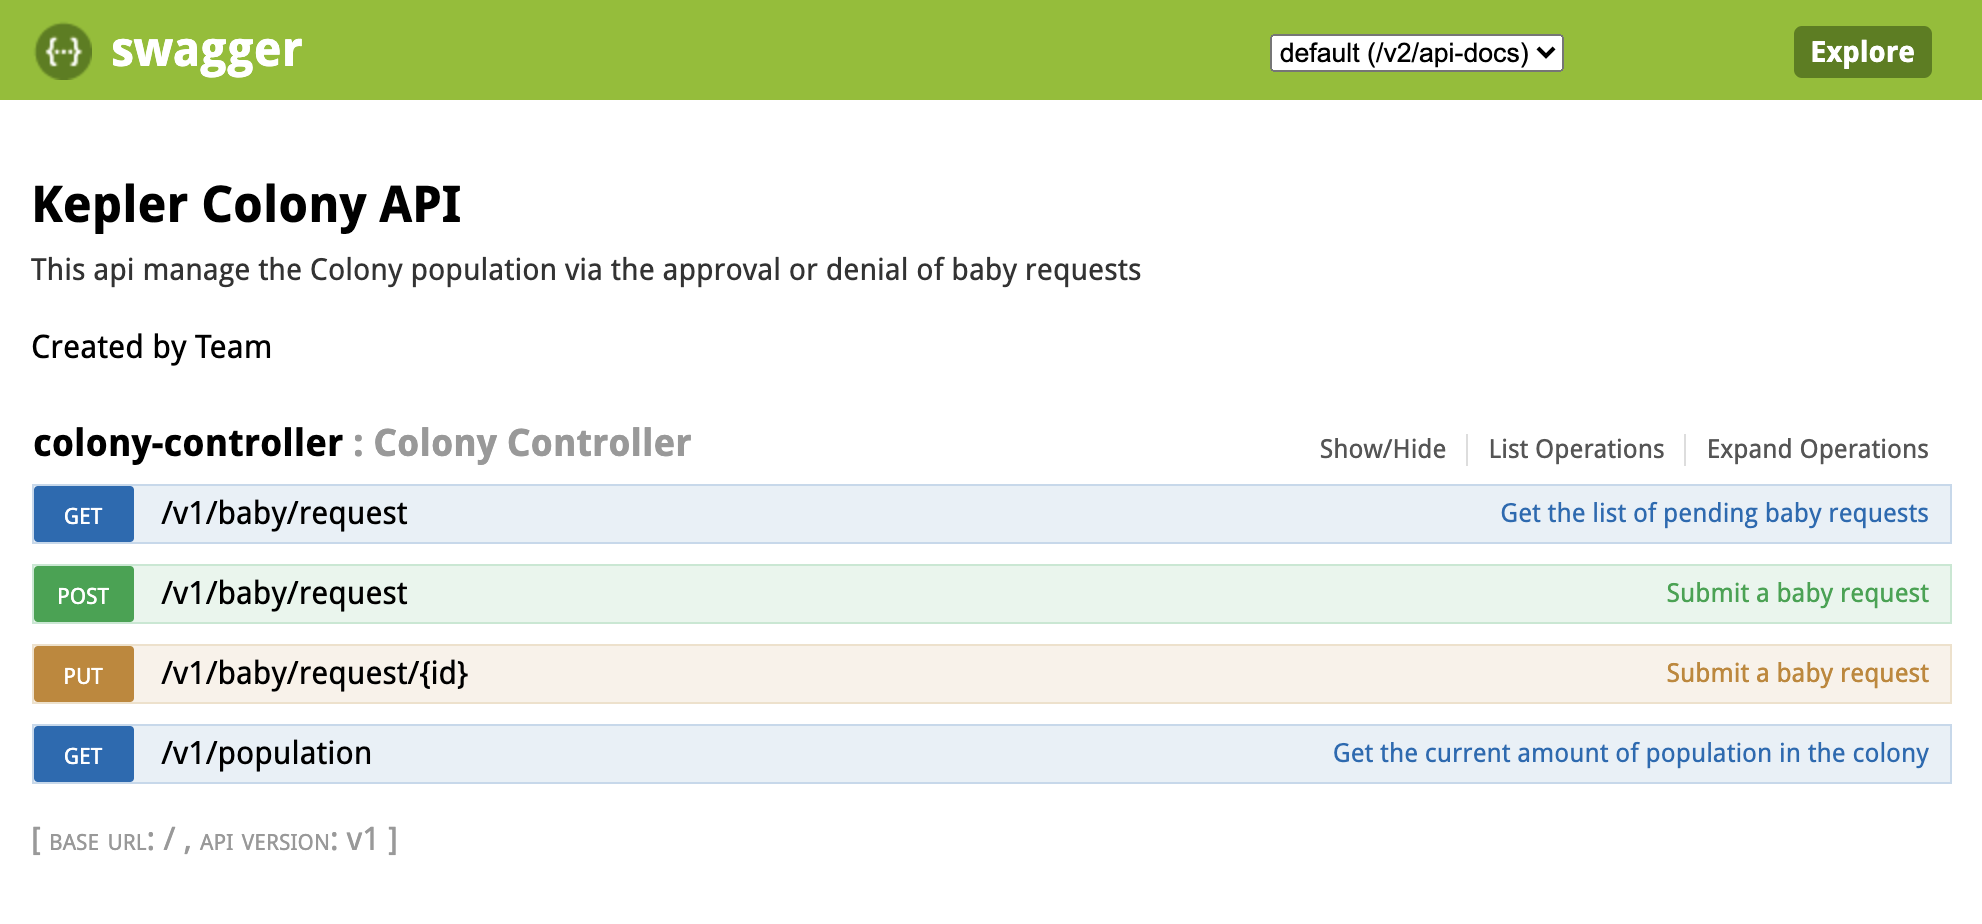 {···} swagger default (/v2/api-docs) Explore
Kepler Colony API
This api manage the Colony population via the approval or denial of baby requests
Created by Team
colony-controller : Colony Controller Show/Hide List Operations Expand Operations
GET /v1/baby/request Get the list of pending baby requests
POST /v1/baby/request Submit a baby request
PUT /v1/baby/request/{id} Submit a baby request
GET /v1/population Get the current amount of population in the colony
[ BASE URL: / , API VERSION: v1 ]